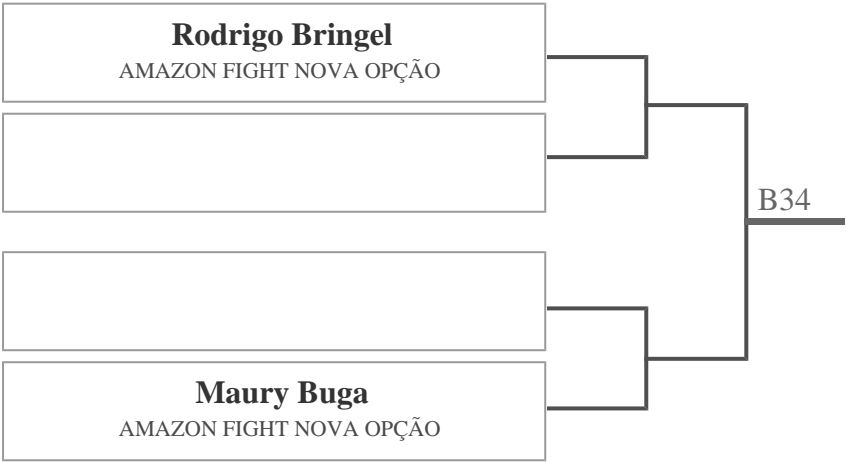 Rodrigo Bringel
AMAZON FIGHT NOVA OPÇÃO
B34
Maury Buga
AMAZON FIGHT NOVA OPÇÃO